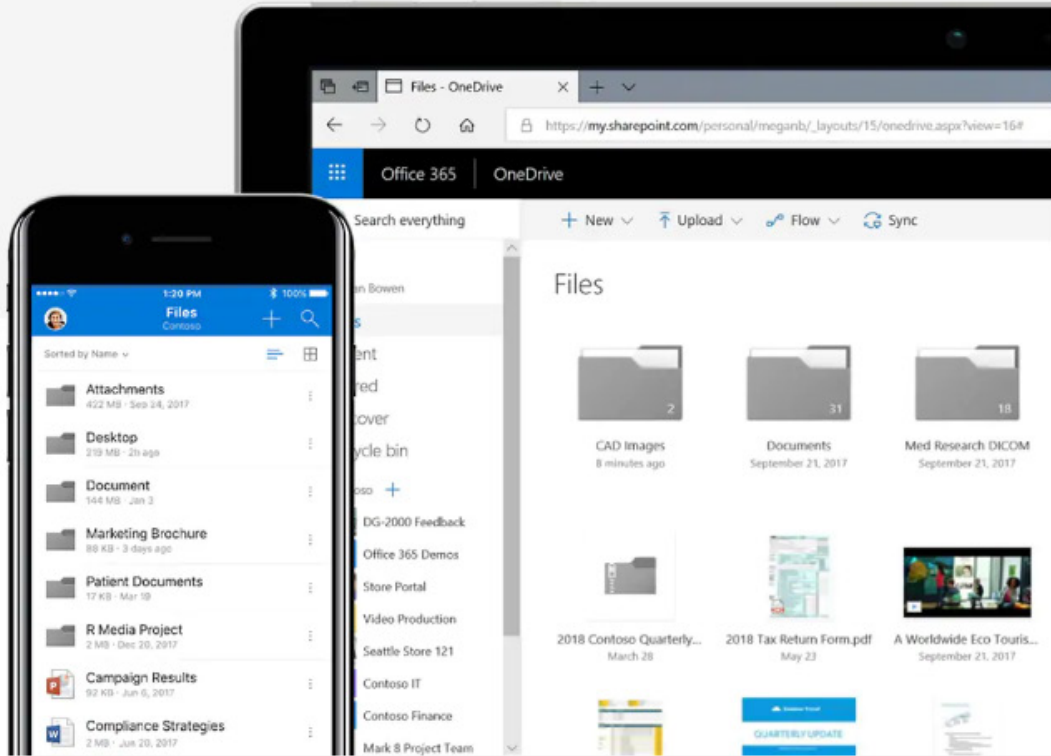 Files - OneDrive
https://my.sharepoint.com/personal/meganb/_layouts/15/onedrive.aspx?view=16#
Office 365 OneDrive
Search everything
New Upload Flow Sync
Files
Bowen
CAD Images
2
8 minutes ago
Documents
31
September 21, 2017
Med Research DICOM
18
September 21, 2017
2018 Contoso Quarterly...
March 28
2018 Tax Return Form.pdf
May 23
A Worldwide Eco Touris...
September 21, 2017
QUARTERLY UPDATE
ycle bin
DG-2000 Feedback
Office 365 Demos
Store Portal
Video Production
Seattle Store 121
Contoso IT
Contoso Finance
Mark 8 Project Team
1:20 PM
100%
Files
Contoso
Sorted by Name
Attachments
422 MB · Sep 24, 2017
Desktop
219 MB · 2h ago
Document
144 MB · Jan 3
Marketing Brochure
88 KB · 3 days ago
Patient Documents
17 KB · Mar 19
R Media Project
2 MB · Dec 20, 2017
Campaign Results
92 KB · Jun 6, 2017
Compliance Strategies
2 MB · Jun 20, 2017